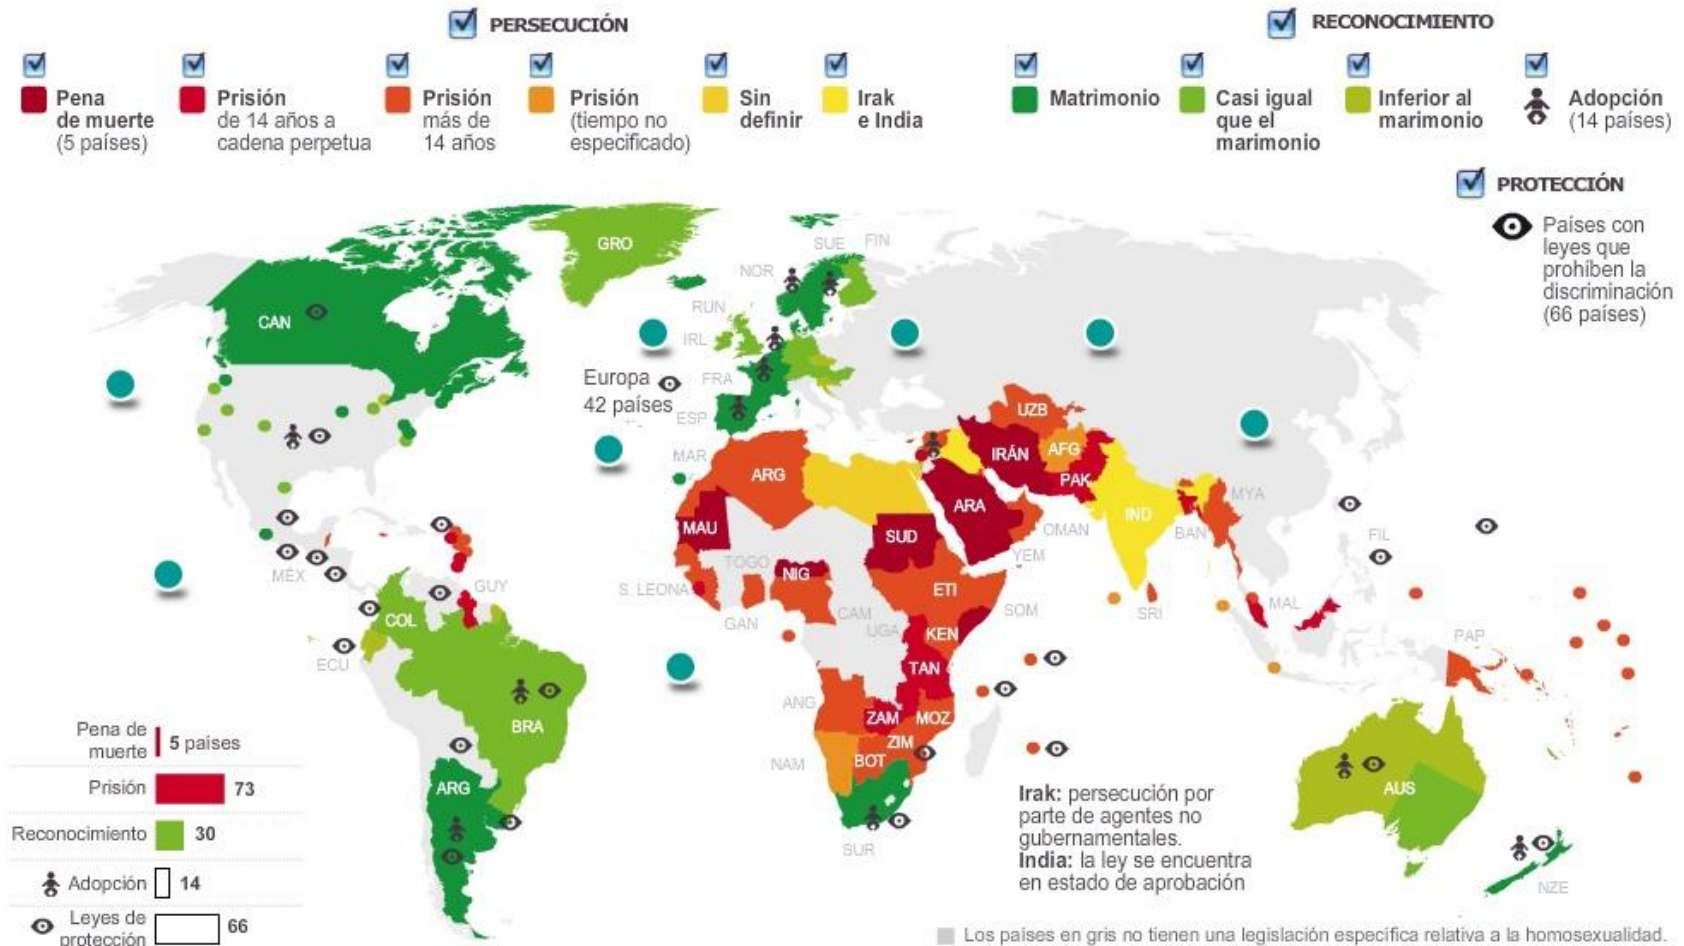 PERSECUCIÓN
RECONOCIMIENTO
Pena
de muerte
(5 países)
Prisión
de 14 años a
cadena perpetua
Prisión
más de
14 años
Prisión
(tiempo no
especificado)
Sin
definir
Irak
e India
Matrimonio
Casi igual
que el
marimonio
Inferior al
marimonio
Adopción
(14 países)
PROTECCIÓN
Países con
leyes que
prohíben la
discriminación
(66 países)
GRO
SUE
FIN
NOR
RUN
CAN
IRL
FRA
Europa
42 países
ESP
UZB
MAR
ARG
IRÁN
AFG
PAK
ARA
MAU
IND
MYA
SUD
OMAN
BAN
FIL
TOGO
YEM
NIG
MÉX
GUY
S. LEONA
ETI
SOM
SRI
MAL
COL
GAN
CAM
UGA
KEN
PAP
ECU
TAN
ANG
ZAM
MOZ
BRA
ZIM
NAM
BOT
ARG
AUS
SUR
NZE
Pena de
muerte
5 países
Prisión
73
Reconocimiento
30
Adopción
14
Leyes de
protección
66
Irak: persecución por
parte de agentes no
gubernamentales.
India: la ley se encuentra
en estado de aprobación
Los países en gris no tienen una legislación específica relativa a la homosexualidad.